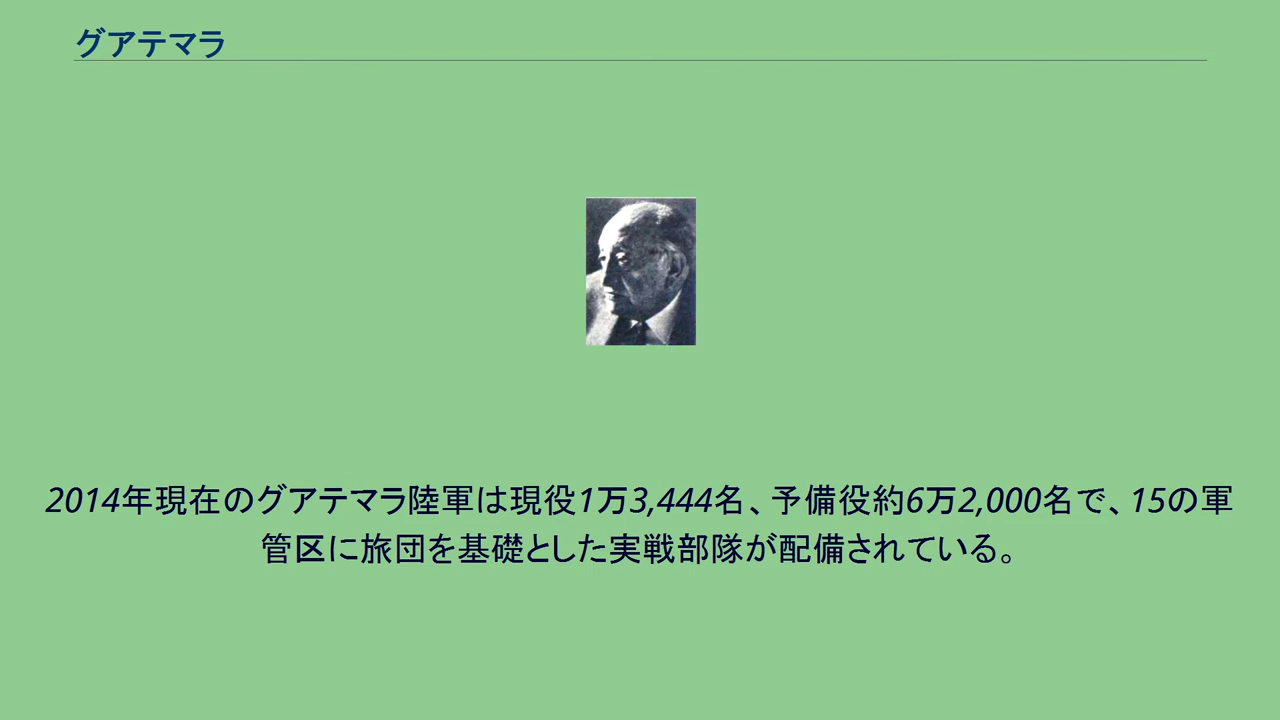 グアテマラ
2014年現在のグアテマラ陸軍は現役1万3,444名、予備役約6万2,000名で、15の軍
管区に旅団を基礎とした実戦部隊が配備されている。